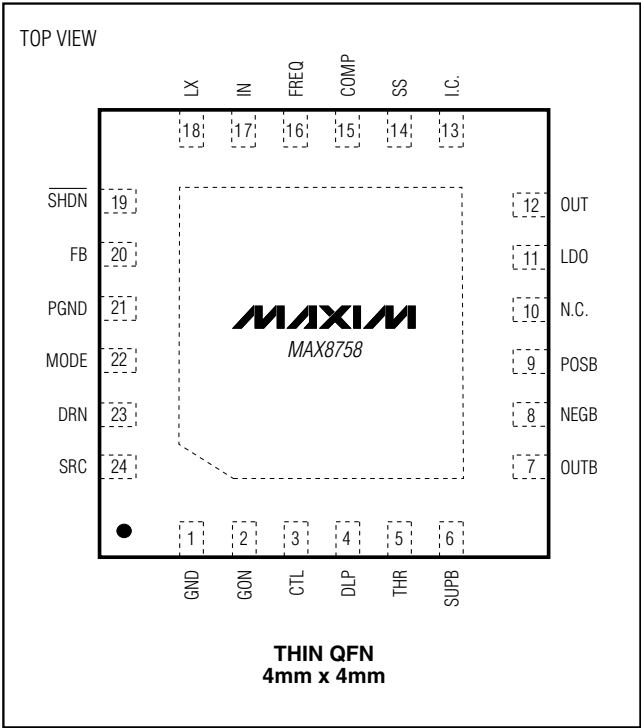 TOP VIEW
LX IN FREQ COMP SS I.C.
18 17 16 15 14 13
SHDN 19
FB 20
PGND 21
MODE 22
DRN 23
SRC 24
12 OUT
11 LDO
10 N.C.
9 POSB
8 NEGB
7 OUTB
MAXIM
MAX8758
1 2 3 4 5 6
GND GON CTL DLP THR SUPB
THIN QFN
4mm x 4mm